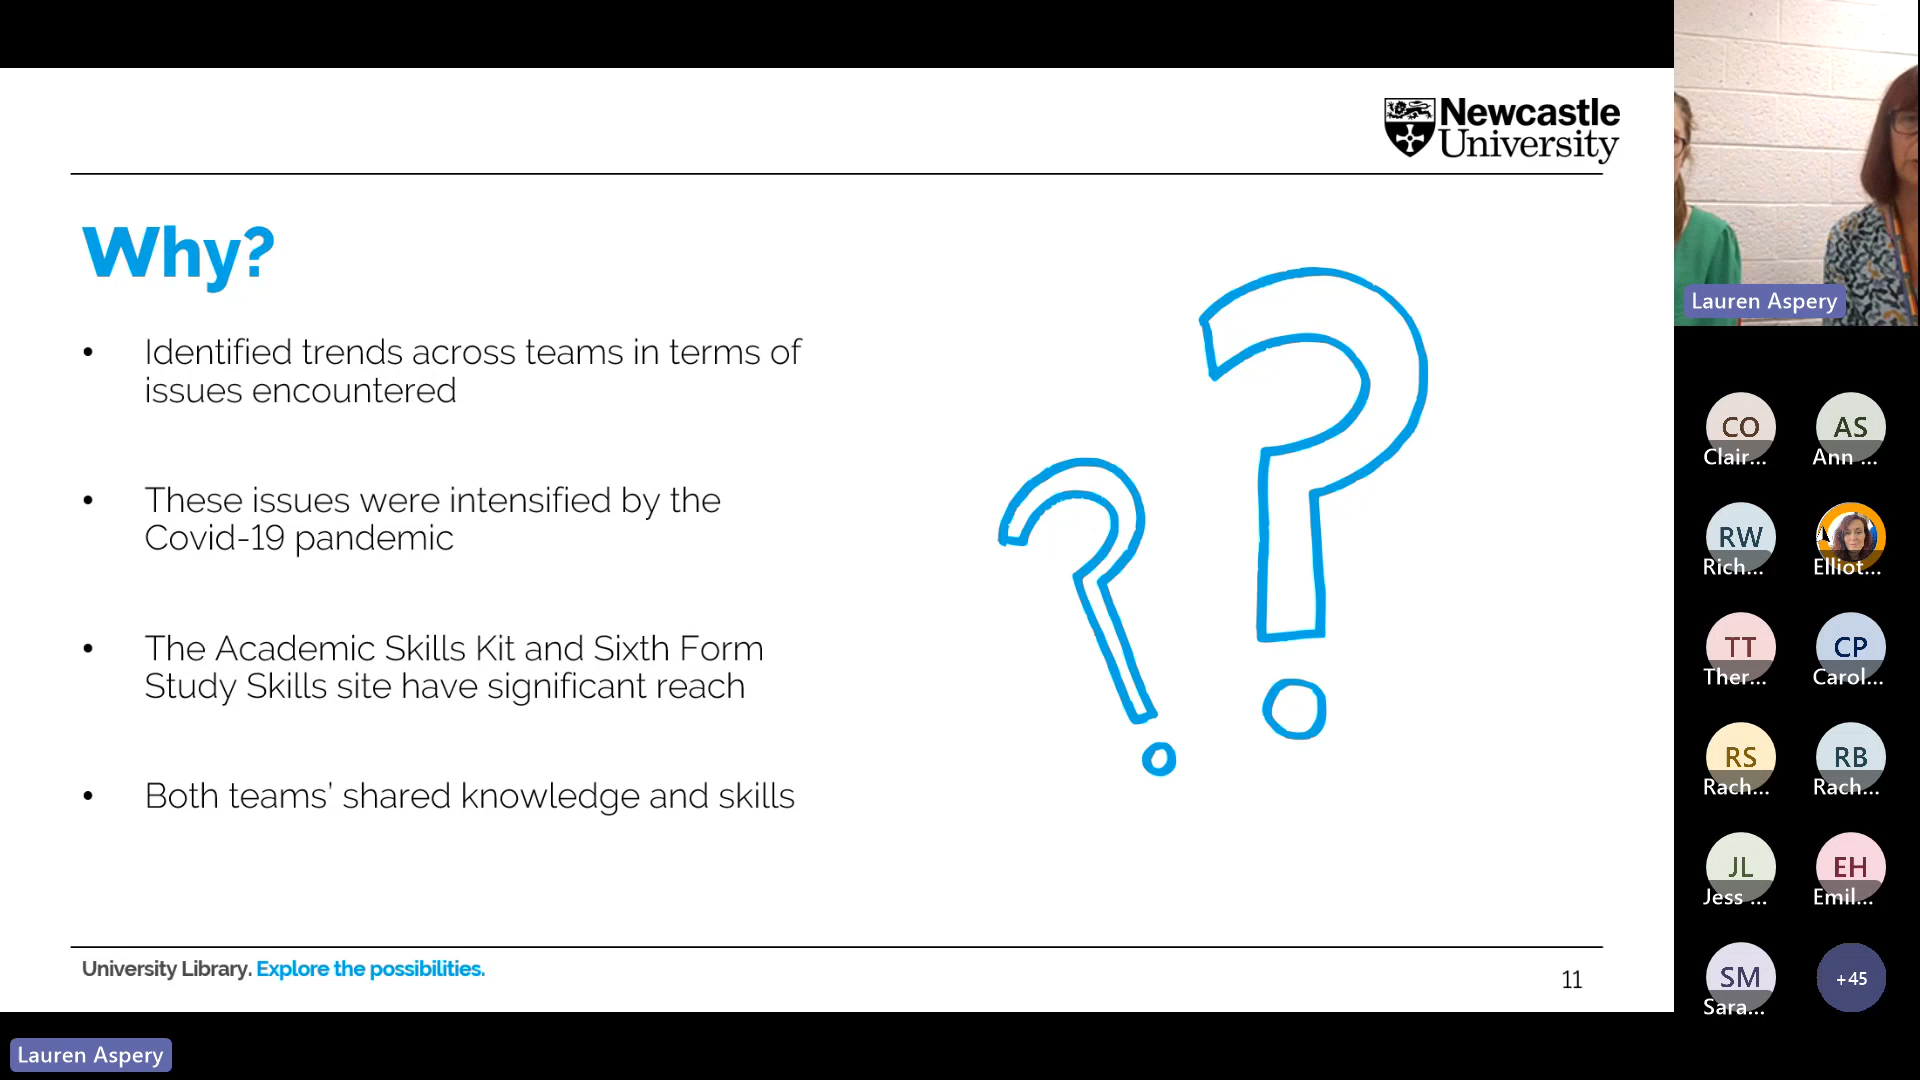 Newcastle
University
Why?
• Identified trends across teams in terms of
issues encountered
• These issues were intensified by the
Covid-19 pandemic
• The Academic Skills Kit and Sixth Form
Study Skills site have significant reach
• Both teams’ shared knowledge and skills
University Library. Explore the possibilities.
11
Lauren Aspery
Lauren Aspery
CO
AS
Clair...
Ann ...
RW
Rich...
Elliot...
TT
CP
Ther...
Carol...
RS
RB
Rach...
Rach...
JL
EH
Jess ...
Emil...
SM
+45
Sara...